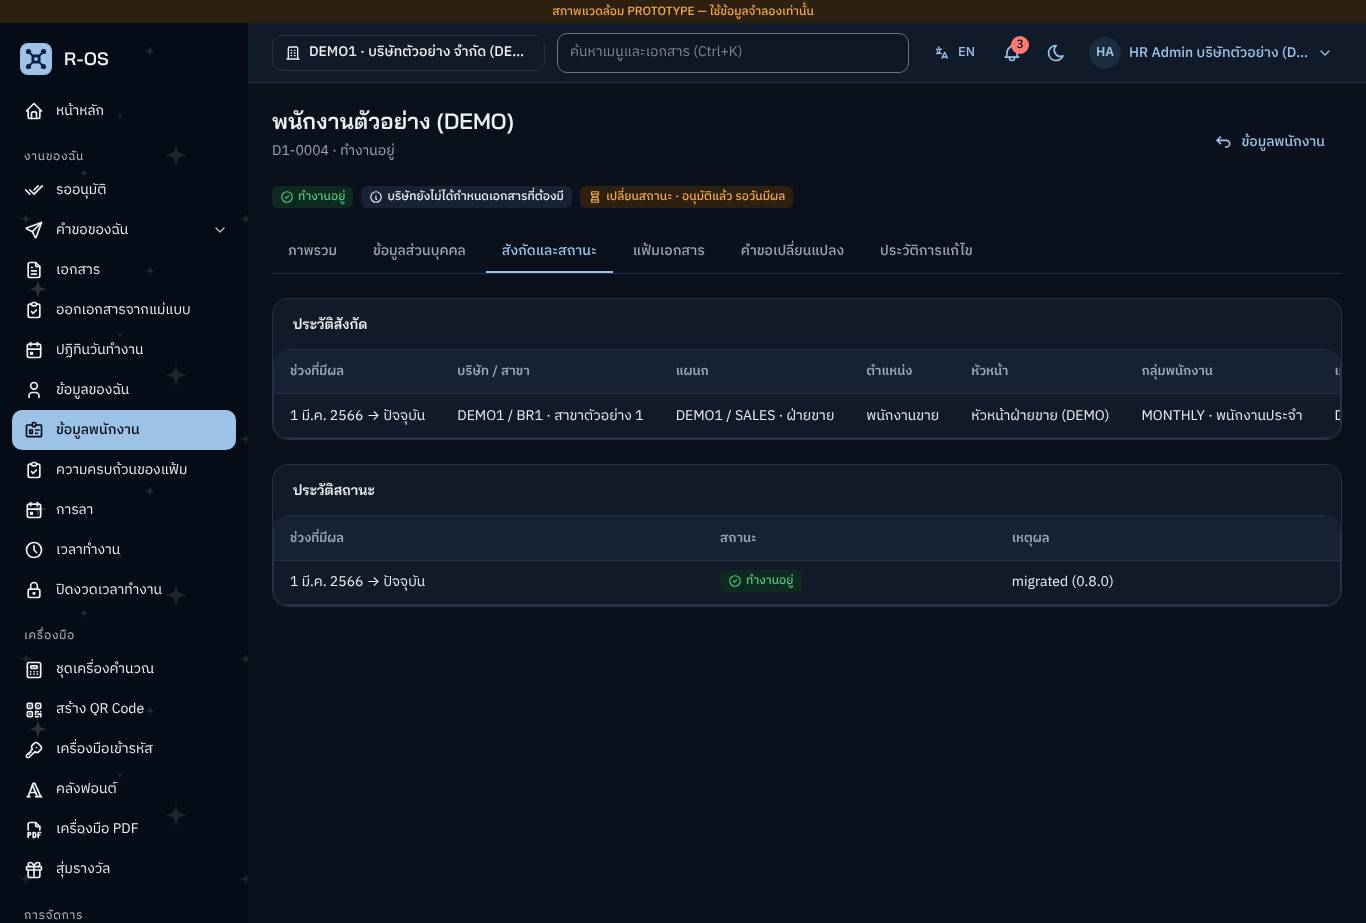 สภาพแวดล้อม PROTOTYPE — ใช้ข้อมูลจำลองเท่านั้น
R-OS
DEMO1 · บริษัทตัวอย่าง จำกัด (DE...
ค้นหาเมนูและเอกสาร (Ctrl+K)
EN
3
HA
HR Admin บริษัทตัวอย่าง (D...
หน้าหลัก
งานของฉัน
รออนุมัติ
คำขอของฉัน
เอกสาร
ออกเอกสารจากแม่แบบ
ปฏิทินวันทำงาน
ข้อมูลของฉัน
ข้อมูลพนักงาน
ความครบถ้วนของแฟ้ม
การลา
เวลาทำงาน
ปิดงวดเวลาทำงาน
เครื่องมือ
ชุดเครื่องคำนวณ
สร้าง QR Code
เครื่องมือเข้ารหัส
คลังฟอนต์
เครื่องมือ PDF
สุ่มรางวัล
การจัดการ
พนักงานตัวอย่าง (DEMO)
D1-0004 · ทำงานอยู่
ข้อมูลพนักงาน
ทำงานอยู่
บริษัทยังไม่ได้กำหนดเอกสารที่ต้องมี
เปลี่ยนสถานะ · อนุมัติแล้ว รอวันมีผล
ภาพรวม ข้อมูลส่วนบุคคล สังกัดและสถานะ แฟ้มเอกสาร คำขอเปลี่ยนแปลง ประวัติการแก้ไข
ประวัติสังกัด
ช่วงที่มีผล บริษัท / สาขา แผนก ตำแหน่ง หัวหน้า กลุ่มพนักงาน
1 มี.ค. 2566 → ปัจจุบัน DEMO1 / BR1 · สาขาตัวอย่าง 1 DEMO1 / SALES · ฝ่ายขาย พนักงานขาย หัวหน้าฝ่ายขาย (DEMO) MONTHLY · พนักงานประจำ
ประวัติสถานะ
ช่วงที่มีผล สถานะ เหตุผล
1 มี.ค. 2566 → ปัจจุบัน ทำงานอยู่ migrated (0.8.0)